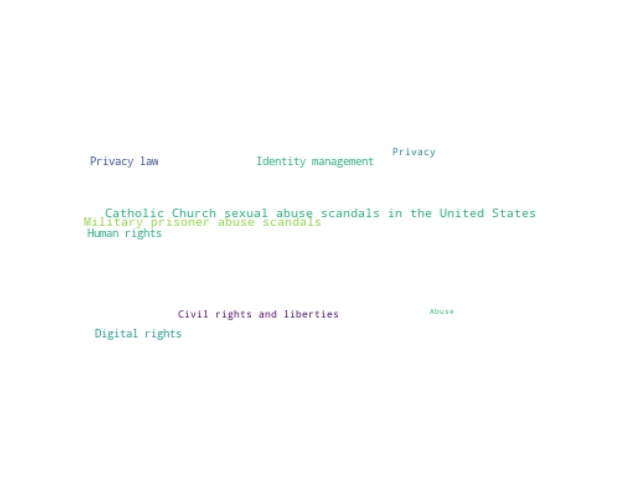 Privacy
Privacy law
Identity management
Catholic Church sexual abuse scandals in the United States
Military prisoner abuse scandals
Human rights
Civil rights and liberties
Abuse
Digital rights